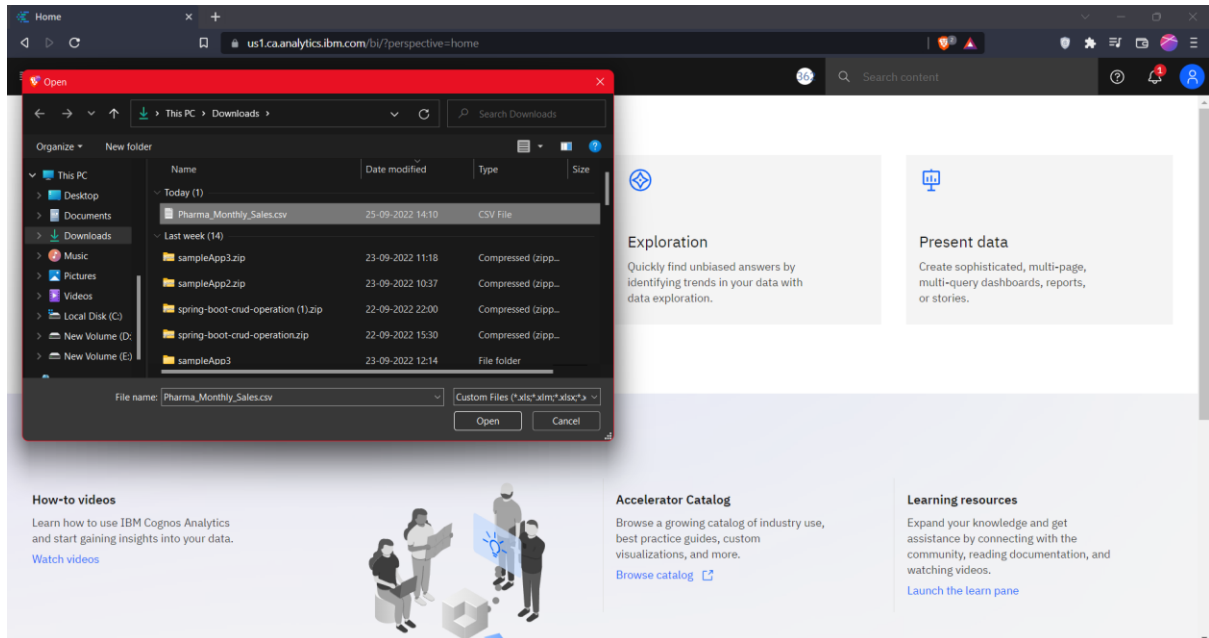 Home
us1.ca.analytics.ibm.com/bi/?perspective=home
2
Open
362
Search content
1
This PC
Downloads
Search Downloads
Organize
New folder
This PC
Desktop
Documents
Downloads
Music
Pictures
Videos
Local Disk (C:)
New Volume (D:
New Volume (E:)
Name Date modified Type Size
Today (1)
Pharma_Monthly_Sales.csv 25-09-2022 14:10 CSV File
Last week (14)
sampleApp3.zip 23-09-2022 11:18 Compressed (zipp...
sampleApp2.zip 23-09-2022 10:37 Compressed (zipp...
spring-boot-crud-operation (1).zip 22-09-2022 22:00 Compressed (zipp...
spring-boot-crud-operation.zip 22-09-2022 15:30 Compressed (zipp...
sampleApp3 23-09-2022 12:14 File folder
File name: Pharma_Monthly_Sales.csv
Custom Files (*.xls;*.xlm;*.xlsx;*.x
Open Cancel
Exploration
Quickly find unbiased answers by
identifying trends in your data with
data exploration.
Present data
Create sophisticated, multi-page,
multi-query dashboards, reports,
or stories.
How-to videos
Learn how to use IBM Cognos Analytics
and start gaining insights into your data.
Watch videos
Accelerator Catalog
Browse a growing catalog of industry use,
best practice guides, custom
visualizations, and more.
Browse catalog
Learning resources
Expand your knowledge and get
assistance by connecting with the
community, reading documentation, and
watching videos.
Launch the learn pane